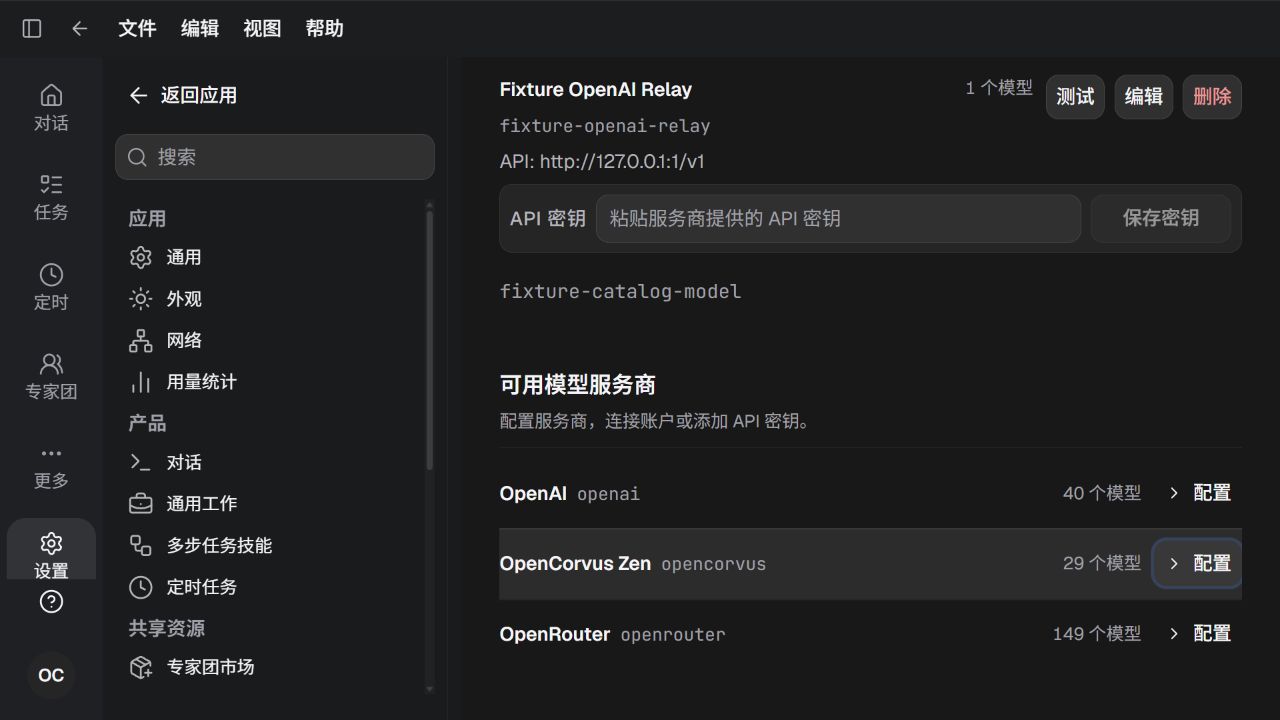 文件 编辑 视图 帮助
对话
任务
定时
专家团
更多
设置
OC
返回应用
搜索
应用
通用
外观
网络
用量统计
产品
对话
通用工作
多步任务技能
定时任务
共享资源
专家团市场
Fixture OpenAI Relay 1 个模型 测试 编辑 删除
fixture-openai-relay
API: http://127.0.0.1:1/v1
API 密钥 粘贴服务商提供的 API 密钥 保存密钥
fixture-catalog-model
可用模型服务商
配置服务商，连接账户或添加 API 密钥。
OpenAI openai 40 个模型 配置
OpenCorvus Zen opencorvus 29 个模型 配置
OpenRouter openrouter 149 个模型 配置